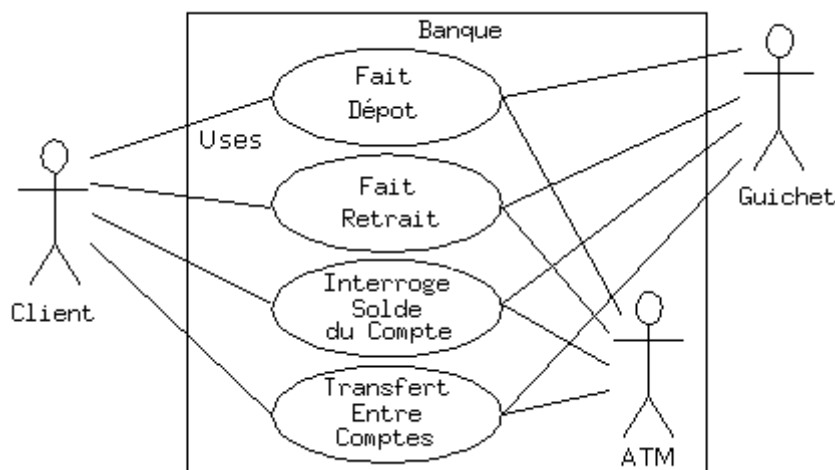 Banque
Fait
Dépot
Uses
Fait
Retrait
Guichet
Interroge
Solde
du Compte
Client
Transfert
Entre
Comptes
ATM